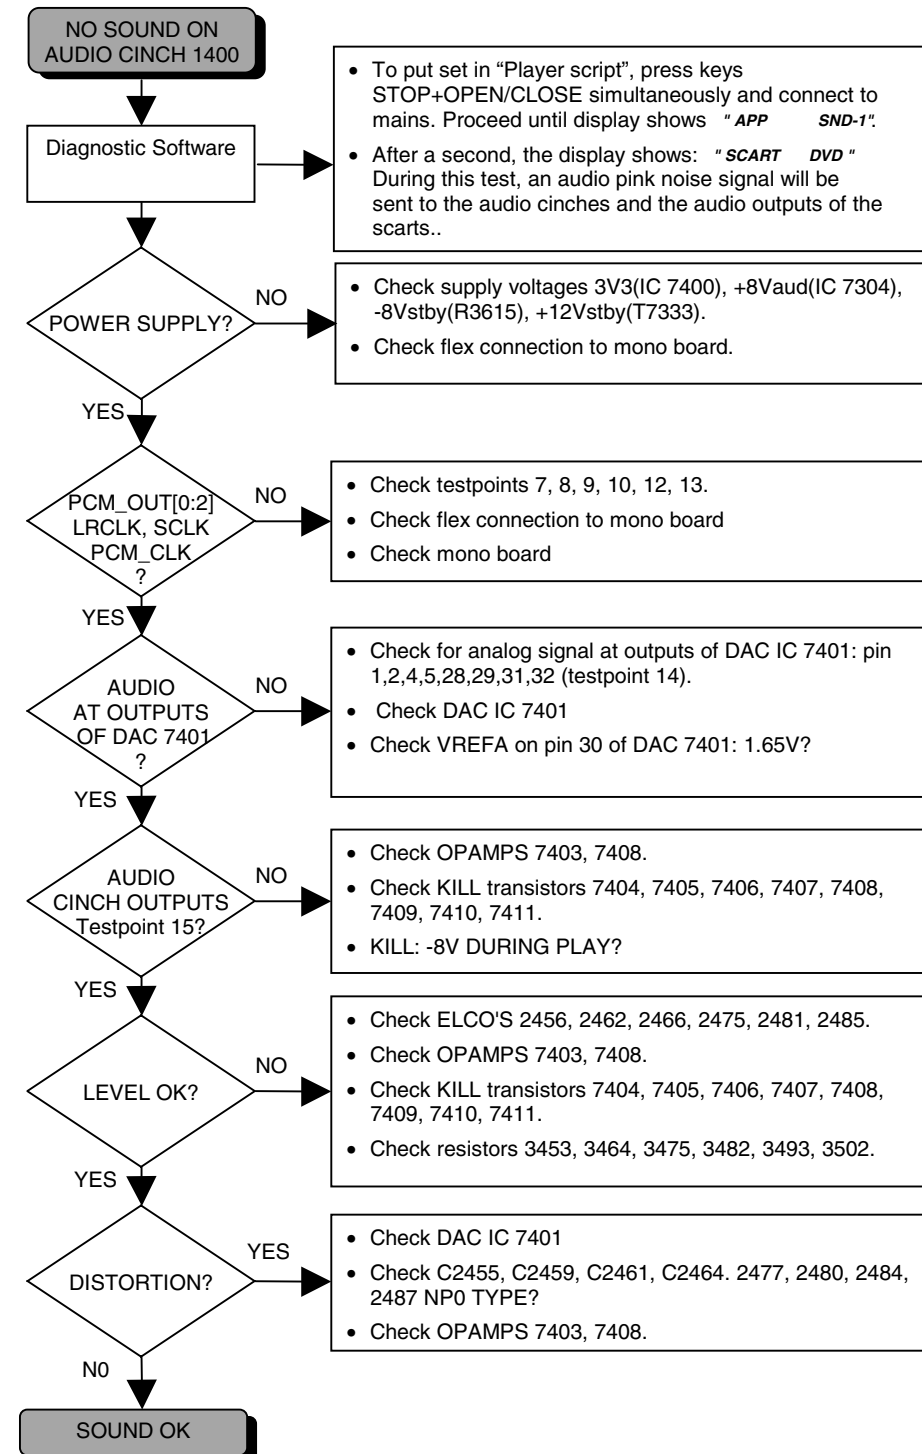 NO SOUND ON
AUDIO CINCH 1400
• To put set in “Player script”, press keys
STOP+OPEN/CLOSE simultaneously and connect to
mains. Proceed until display shows " APP SND-1".
• After a second, the display shows: " SCART DVD "
During this test, an audio pink noise signal will be
sent to the audio cinches and the audio outputs of the
scarts..
Diagnostic Software
POWER SUPPLY?
NO
• Check supply voltages 3V3(IC 7400), +8Vaud(IC 7304),
-8Vstby(R3615), +12Vstby(T7333).
• Check flex connection to mono board.
YES
PCM_OUT[0:2]
LRCLK, SCLK
PCM_CLK
?
NO
• Check testpoints 7, 8, 9, 10, 12, 13.
• Check flex connection to mono board
• Check mono board
YES
AUDIO
AT OUTPUTS
OF DAC 7401
?
NO
• Check for analog signal at outputs of DAC IC 7401: pin
1,2,4,5,28,29,31,32 (testpoint 14).
• Check DAC IC 7401
• Check VREFA on pin 30 of DAC 7401: 1.65V?
YES
AUDIO
CINCH OUTPUTS
Testpoint 15?
NO
• Check OPAMPS 7403, 7408.
• Check KILL transistors 7404, 7405, 7406, 7407, 7408,
7409, 7410, 7411.
• KILL: -8V DURING PLAY?
YES
LEVEL OK?
NO
• Check ELCO'S 2456, 2462, 2466, 2475, 2481, 2485.
• Check OPAMPS 7403, 7408.
• Check KILL transistors 7404, 7405, 7406, 7407, 7408,
7409, 7410, 7411.
• Check resistors 3453, 3464, 3475, 3482, 3493, 3502.
YES
DISTORTION?
YES
• Check DAC IC 7401
• Check C2455, C2459, C2461, C2464. 2477, 2480, 2484,
2487 NP0 TYPE?
• Check OPAMPS 7403, 7408.
N0
SOUND OK